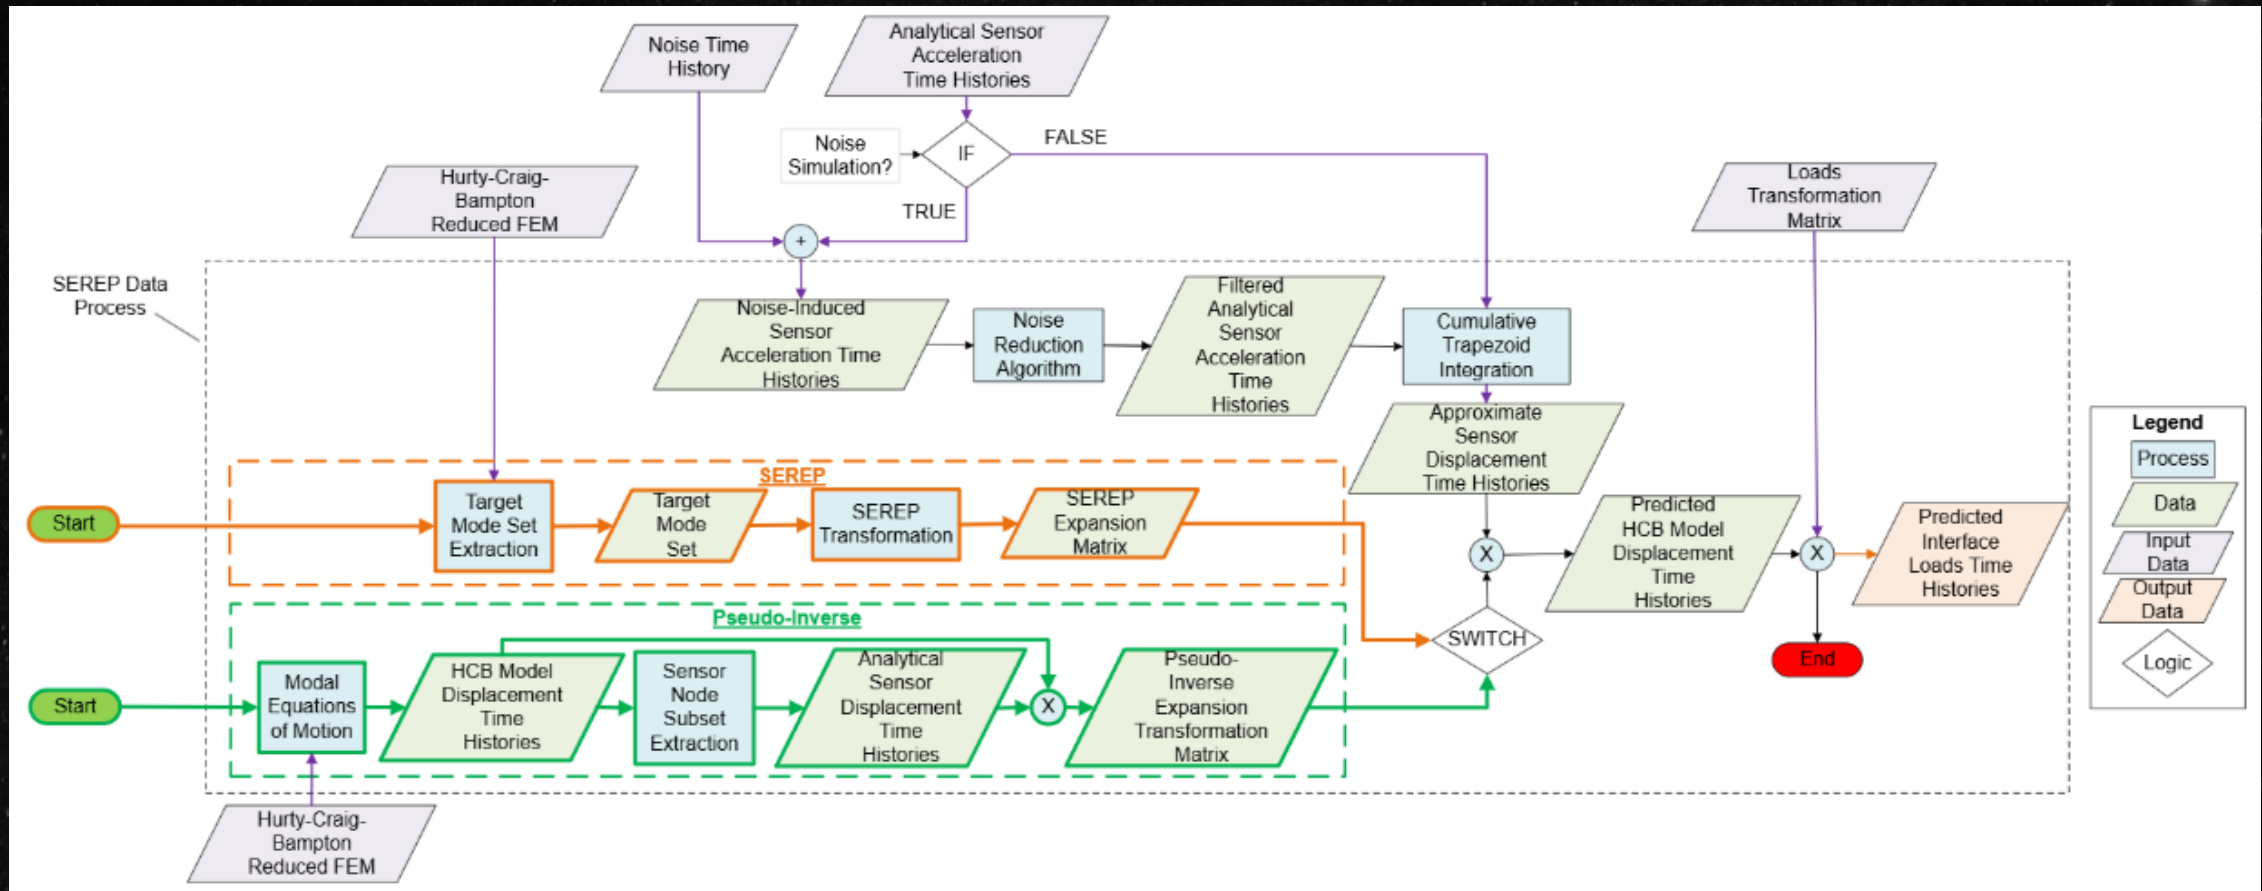 Noise Time
History
Analytical Sensor
Acceleration
Time Histories
Noise
Simulation?
IF
FALSE
TRUE
Hurty-Craig-
Bampton
Reduced FEM
+
Loads
Transformation
Matrix
SEREP Data
Process
Noise-Induced
Sensor
Acceleration Time
Histories
Noise
Reduction
Algorithm
Filtered
Analytical
Sensor
Acceleration
Time
Histories
Cumulative
Trapezoid
Integration
Approximate
Sensor
Displacement
Time Histories
SEREP
Start
Target
Mode Set
Extraction
Target
Mode
Set
SEREP
Transformation
SEREP
Expansion
Matrix
X
Predicted
HCB Model
Displacement
Time
Histories
X
Predicted
Interface
Loads Time
Histories
SWITCH
End
Pseudo-Inverse
Start
Modal
Equations
of Motion
HCB Model
Displacement
Time
Histories
Sensor
Node
Subset
Extraction
Analytical
Sensor
Displacement
Time
Histories
X
Pseudo-
Inverse
Expansion
Transformation
Matrix
Hurty-Craig-
Bampton
Reduced FEM
Legend
Process
Data
Input
Data
Output
Data
Logic